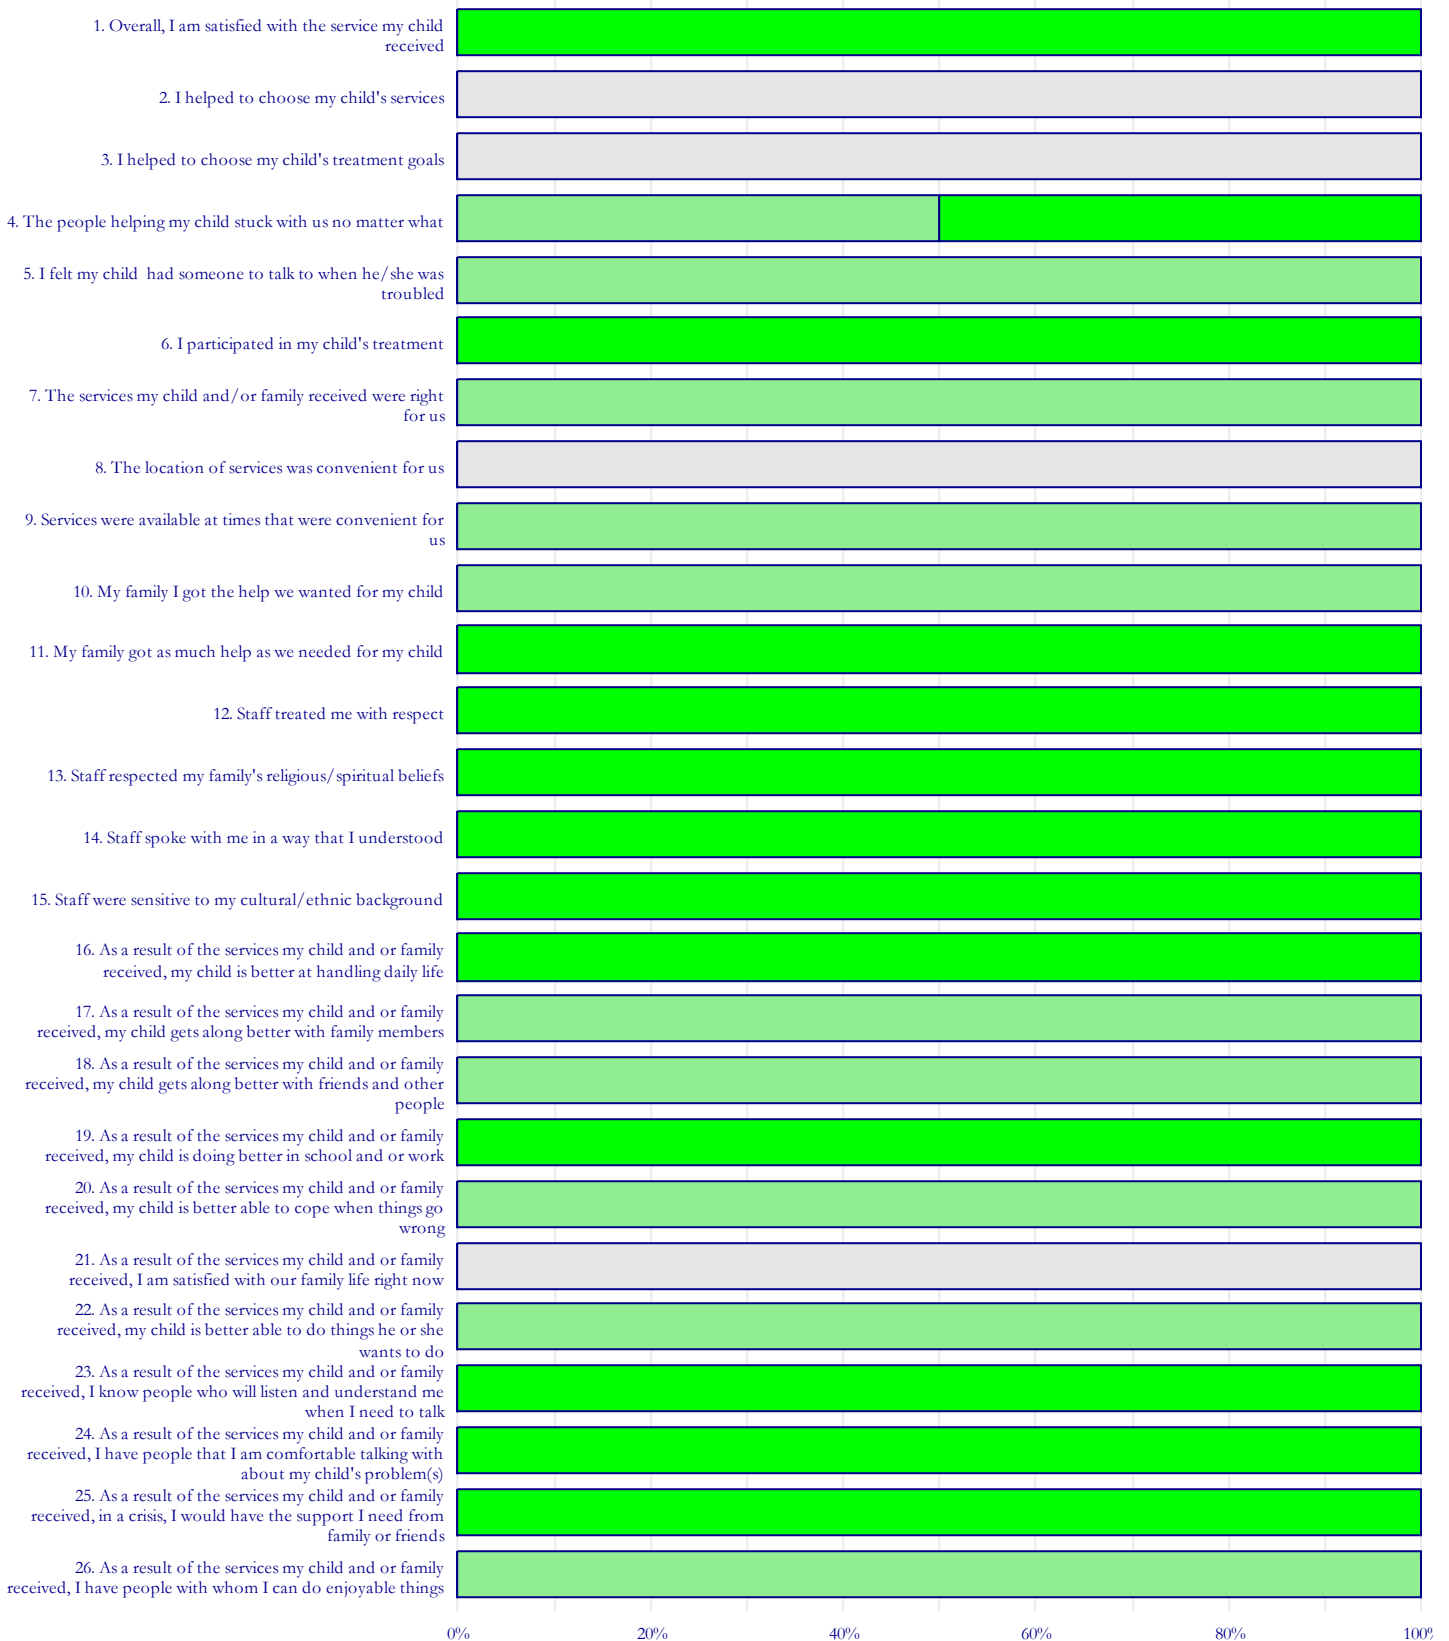 1. Overall, I am satisfied with the service my child
received
2. I helped to choose my child's services
3. I helped to choose my child's treatment goals
4. The people helping my child stuck with us no matter what
5. I felt my child  had someone to talk to when he/she was
troubled
6. I participated in my child's treatment
7. The services my child and/or family received were right
for us
8. The location of services was convenient for us
9. Services were available at times that were convenient for
us
10. My family I got the help we wanted for my child
11. My family got as much help as we needed for my child
12. Staff treated me with respect
13. Staff respected my family's religious/spiritual beliefs
14. Staff spoke with me in a way that I understood
15. Staff were sensitive to my cultural/ethnic background
16. As a result of the services my child and or family
received, my child is better at handling daily life
17. As a result of the services my child and or family
received, my child gets along better with family members
18. As a result of the services my child and or family
received, my child gets along better with friends and other
people
19. As a result of the services my child and or family
received, my child is doing better in school and or work
20. As a result of the services my child and or family
received, my child is better able to cope when things go
wrong
21. As a result of the services my child and or family
received, I am satisfied with our family life right now
22. As a result of the services my child and or family
received, my child is better able to do things he or she
wants to do
23. As a result of the services my child and or family
received, I know people who will listen and understand me
when I need to talk
24. As a result of the services my child and or family
received, I have people that I am comfortable talking with
about my child's problem(s)
25. As a result of the services my child and or family
received, in a crisis, I would have the support I need from
family or friends
26. As a result of the services my child and or family
received, I have people with whom I can do enjoyable things
0% 20% 40% 60% 80% 100%